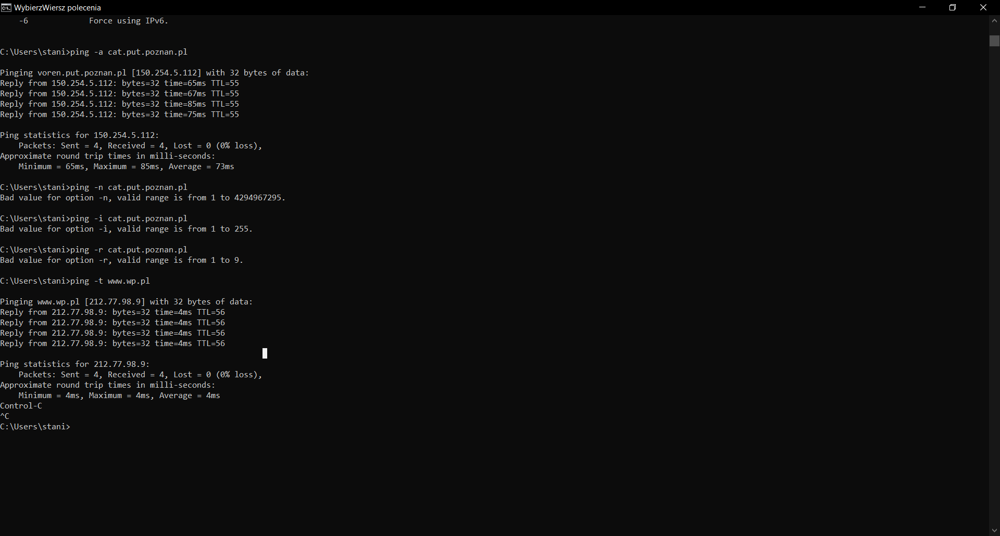 WybierzWiersz polecenia
-6 Force using IPv6.
C:\Users\stani>ping -a cat.put.poznan.pl
Pinging voren.put.poznan.pl [150.254.5.112] with 32 bytes of data:
Reply from 150.254.5.112: bytes=32 time=65ms TTL=55
Reply from 150.254.5.112: bytes=32 time=67ms TTL=55
Reply from 150.254.5.112: bytes=32 time=85ms TTL=55
Reply from 150.254.5.112: bytes=32 time=75ms TTL=55
Ping statistics for 150.254.5.112:
Packets: Sent = 4, Received = 4, Lost = 0 (0% loss),
Approximate round trip times in milli-seconds:
Minimum = 65ms, Maximum = 85ms, Average = 73ms
C:\Users\stani>ping -n cat.put.poznan.pl
Bad value for option -n, valid range is from 1 to 4294967295.
C:\Users\stani>ping -i cat.put.poznan.pl
Bad value for option -i, valid range is from 1 to 255.
C:\Users\stani>ping -r cat.put.poznan.pl
Bad value for option -r, valid range is from 1 to 9.
C:\Users\stani>ping -t www.wp.pl
Pinging www.wp.pl [212.77.98.9] with 32 bytes of data:
Reply from 212.77.98.9: bytes=32 time=4ms TTL=56
Reply from 212.77.98.9: bytes=32 time=4ms TTL=56
Reply from 212.77.98.9: bytes=32 time=4ms TTL=56
Reply from 212.77.98.9: bytes=32 time=4ms TTL=56
Ping statistics for 212.77.98.9:
Packets: Sent = 4, Received = 4, Lost = 0 (0% loss),
Approximate round trip times in milli-seconds:
Minimum = 4ms, Maximum = 4ms, Average = 4ms
Control-C
^C
C:\Users\stani>